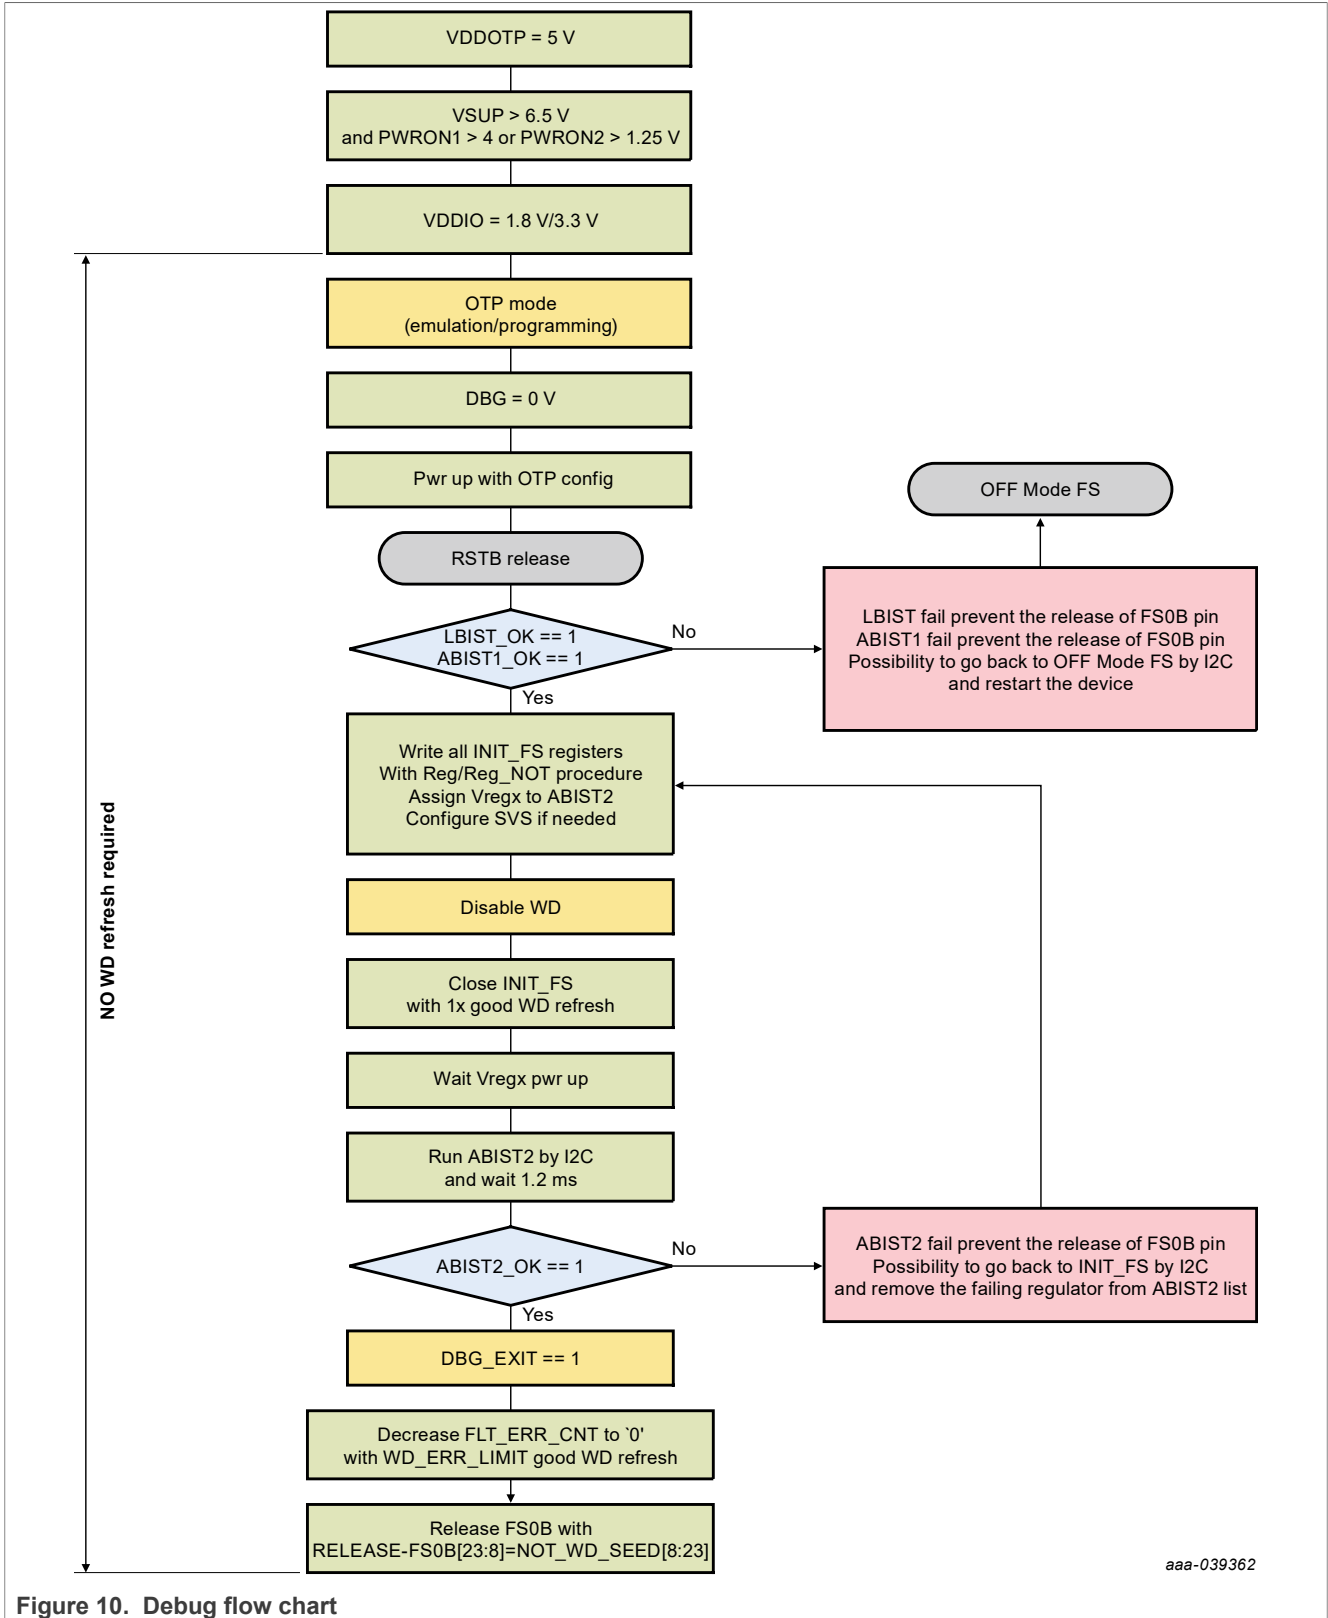 VDDOTP = 5 V
VSUP > 6.5 V
and PWRON1 > 4 or PWRON2 > 1.25 V
VDDIO = 1.8 V/3.3 V
OTP mode
(emulation/programming)
DBG = 0 V
Pwr up with OTP config
OFF Mode FS
RSTB release
LBIST_OK == 1
ABIST1_OK == 1
No
LBIST fail prevent the release of FS0B pin
ABIST1 fail prevent the release of FS0B pin
Possibility to go back to OFF Mode FS by I2C
and restart the device
Yes
Write all INIT_FS registers
With Reg/Reg_NOT procedure
Assign Vregx to ABIST2
Configure SVS if needed
NO WD refresh required
Disable WD
Close INIT_FS
with 1x good WD refresh
Wait Vregx pwr up
Run ABIST2 by I2C
and wait 1.2 ms
ABIST2_OK == 1
No
ABIST2 fail prevent the release of FS0B pin
Possibility to go back to INIT_FS by I2C
and remove the failing regulator from ABIST2 list
Yes
DBG_EXIT == 1
Decrease FLT_ERR_CNT to `0'
with WD_ERR_LIMIT good WD refresh
Release FS0B with
RELEASE-FS0B[23:8]=NOT_WD_SEED[8:23]
aaa-039362
Figure 10. Debug flow chart